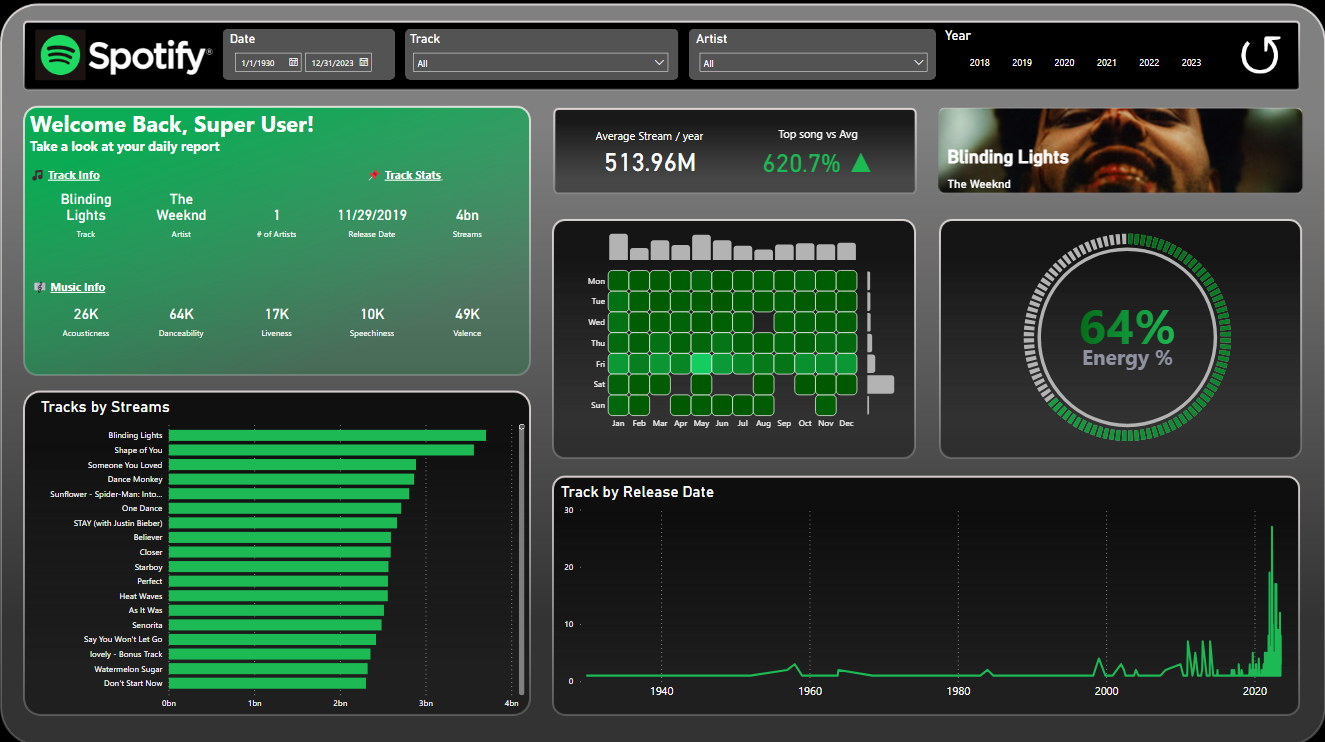 Spotify®
Date
1/1/1930
12/31/2023
Track
All
Artist
All
Year
2018 2019 2020 2021 2022 2023
Welcome Back, Super User!
Take a look at your daily report
Track Info
Track Stats
Blinding Lights
Track
The Weeknd
Artist
1
# of Artists
11/29/2019
Release Date
4bn
Streams
Music Info
26K
Acousticness
64K
Danceability
17K
Liveness
10K
Speechiness
49K
Valence
Average Stream / year
513.96M
Top song vs Avg
620.7%
Blinding Lights
The Weeknd
Mon
Tue
Wed
Thu
Fri
Sat
Sun
Jan Feb Mar Apr May Jun Jul Aug Sep Oct Nov Dec
64%
Energy %
Tracks by Streams
Blinding Lights
Shape of You
Someone You Loved
Dance Monkey
Sunflower - Spider-Man: Into...
One Dance
STAY (with Justin Bieber)
Believer
Closer
Starboy
Perfect
Heat Waves
As It Was
Senorita
Say You Won't Let Go
lovely - Bonus Track
Watermelon Sugar
Don't Start Now
0bn 1bn 2bn 3bn 4bn
Track by Release Date
30
20
10
0
1940 1960 1980 2000 2020